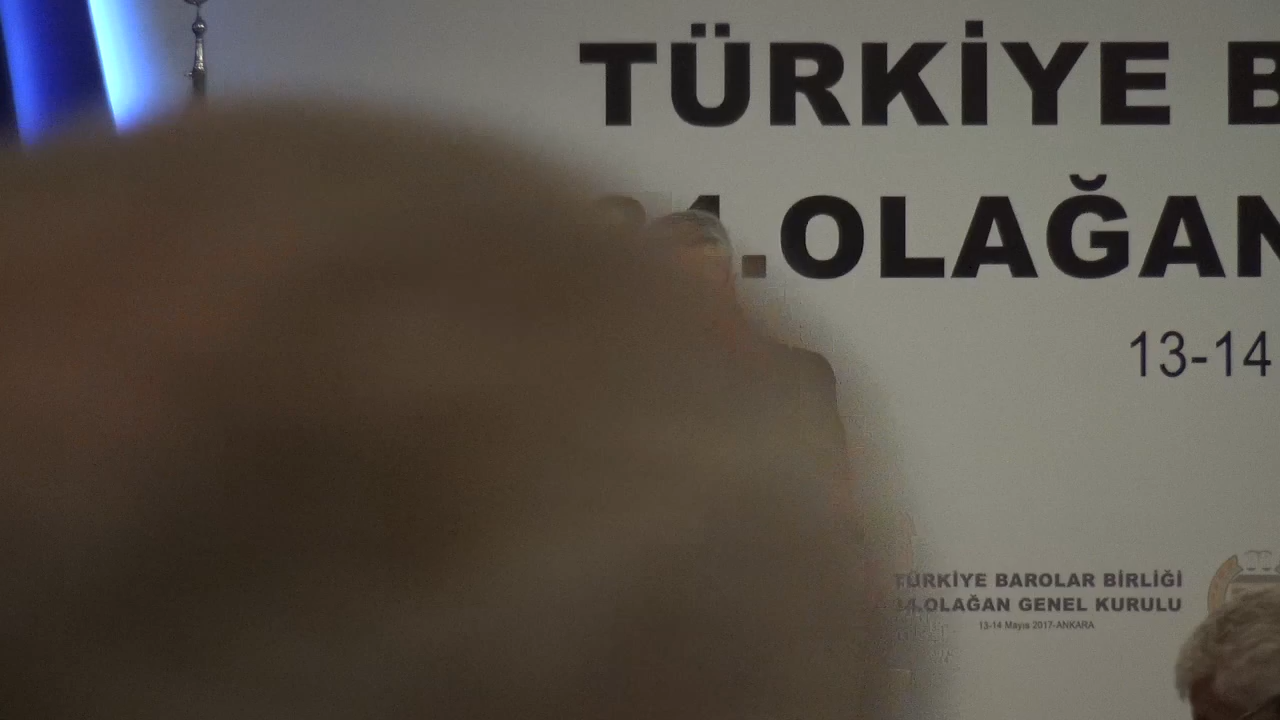 TÜRKİYE B
.OLAĞAN
13-14
TÜRKİYE BAROLAR BİRLİĞİ
34.OLAĞAN GENEL KURULU
13-14 Mayıs 2017-ANKARA